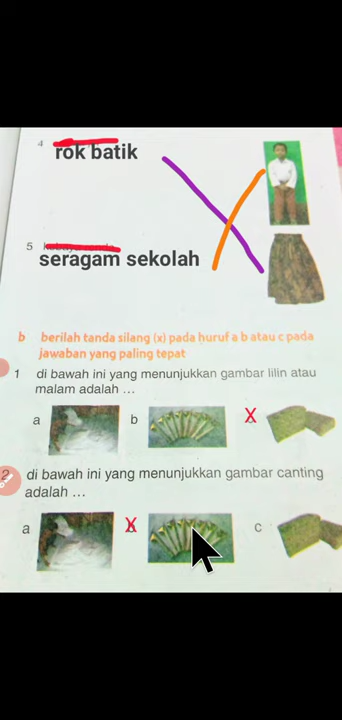 4 rok batik
5 seragam sekolah
b berilah tanda silang (x) pada huruf a b atau c pada
jawaban yang paling tepat
1 di bawah ini yang menunjukkan gambar lilin atau
malam adalah ...
a b X
2 di bawah ini yang menunjukkan gambar canting
adalah ...
a X c